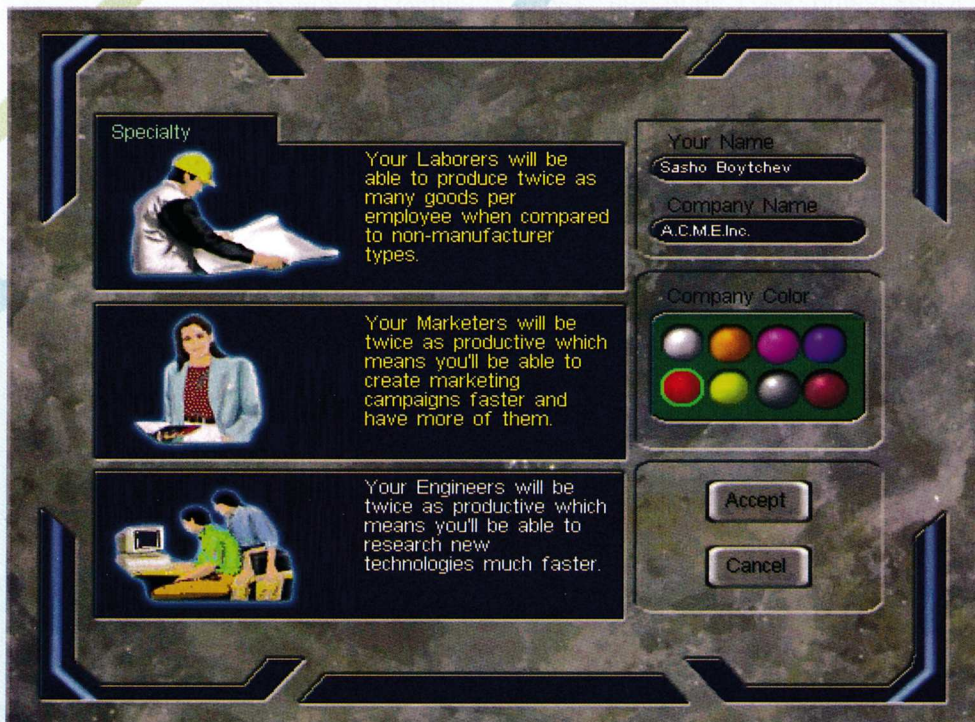 Specialty
Your Laborers will be
able to produce twice as
many goods per
employee when compared
to non-manufacturer
types.
Your Marketers will be
twice as productive which
means you'll be able to
create marketing
campaigns faster and
have more of them.
Your Engineers will be
twice as productive which
means you'll be able to
research new
technologies much faster.
Your Name
Sasho Boytchev
Company Name
A.C.M.E.Inc.
Company Color
Accept
Cancel